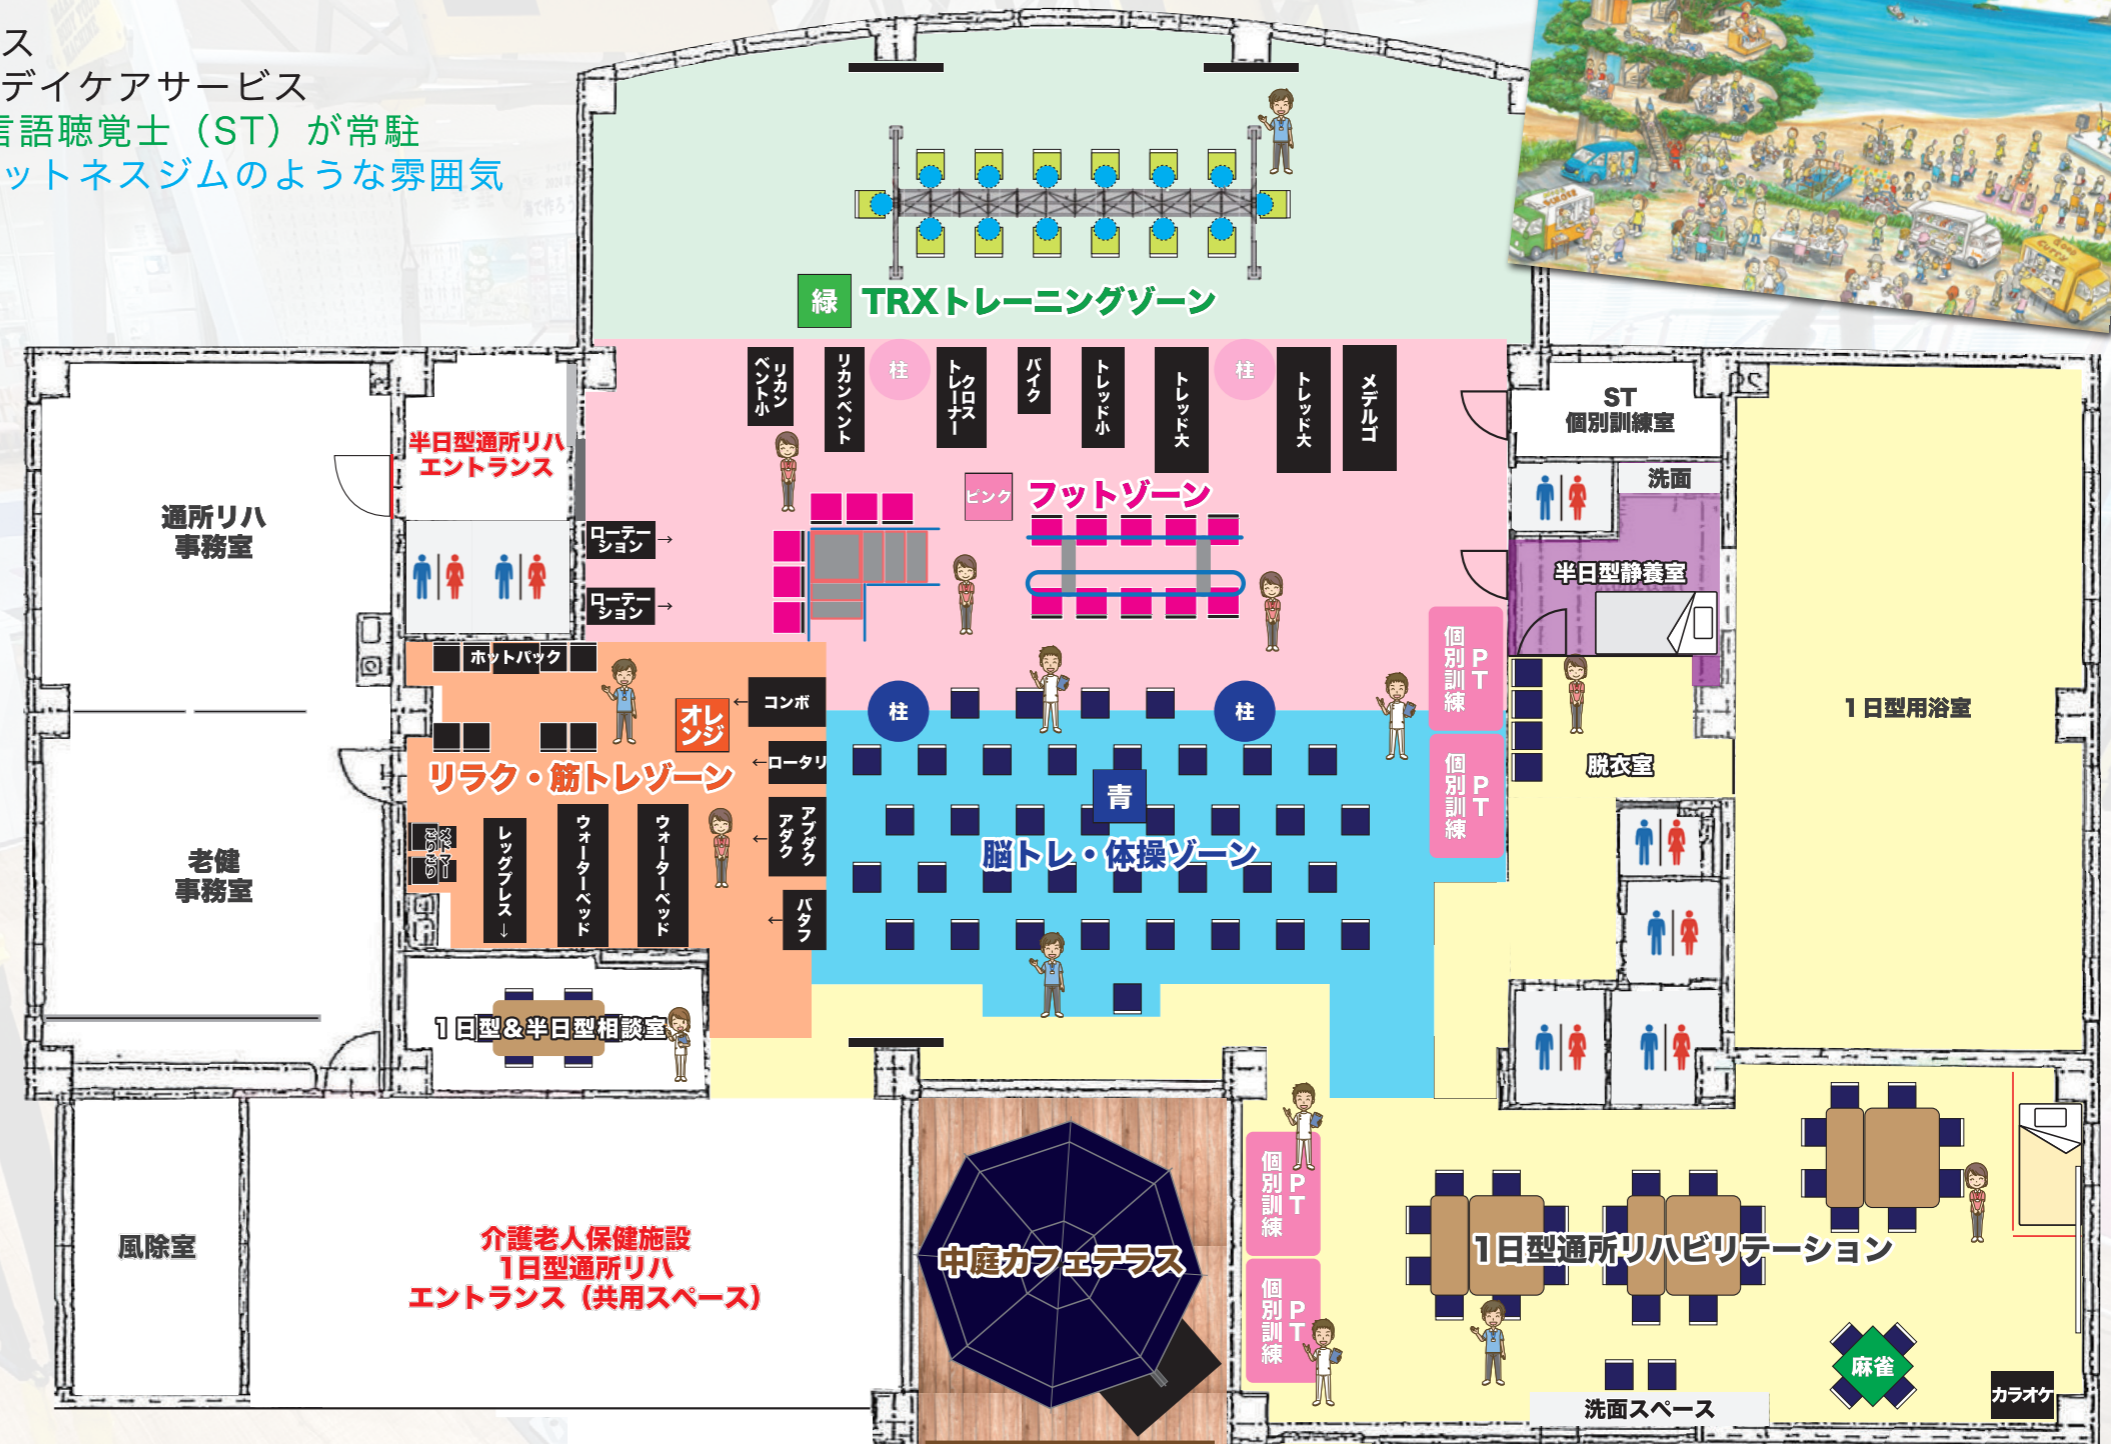 ス
デイケアサービス
言語聴覚士（ST）が常駐
ットネスジムのような雰囲気
緑
TRXトレーニングゾーン
リカン
ベント小
リカンベント
柱
クロス
トレーナー
バイク
トレッド小
トレッド大
柱
トレッド大
メデルゴ
ST
個別訓練室
半日型通所リハ
エントランス
洗面
ピンク
フットゾーン
通所リハ
事務室
ローテー
ション
→
半日型静養室
ローテー
ション
→
ホットパック
PT
個別訓練
オレ
ンジ
←
コンボ
柱
柱
1日型用浴室
リラク・筋トレゾーン
←
ロータリ
青
PT
個別訓練
脱衣室
メドマー
ごりごり
レッグプレス
↓
ウォーターベッド
ウォーターベッド
←
アブダク
アダク
脳トレ・体操ゾーン
老健
事務室
←
バタフ
1日型＆半日型相談室
PT
個別訓練
風除室
介護老人保健施設
1日型通所リハ
エントランス（共用スペース）
中庭カフェテラス
1日型通所リハビリテーション
PT
個別訓練
麻雀
カラオケ
洗面スペース